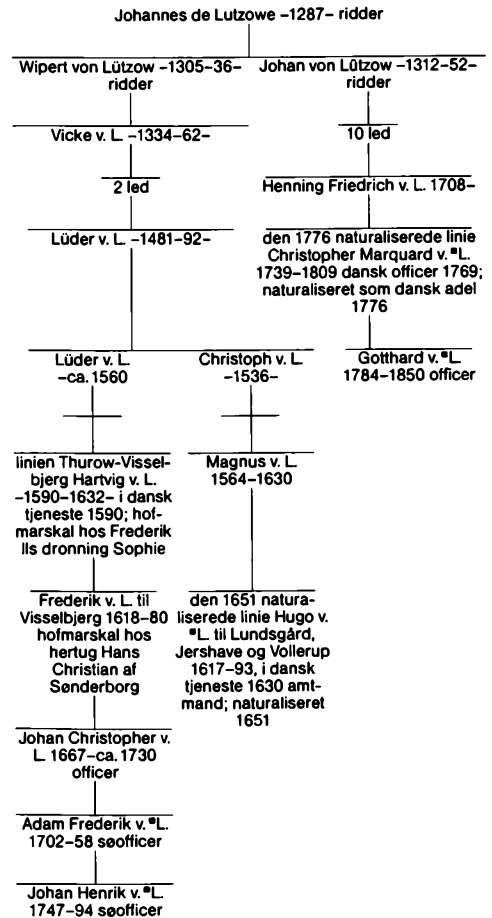 Johannes de Lutzowe –1287– ridder
Wipert von Lützow –1305–36–
ridder
Johan von Lützow –1312–52–
ridder
Vicke v. L. –1334–62–
10 led
2 led
Henning Friedrich v. L. 1708–
Lüder v. L. –1481–92–
den 1776 naturaliserede linie
Christopher Marquard v. ▪L.
1739–1809 dansk officer 1769;
naturaliseret som dansk adel
1776
Lüder v. L.
–ca. 1560
Christoph v. L.
–1536–
Gotthard v. ▪L.
1784–1850 officer
linien Thurow-Vissel-
bjerg Hartvig v. L.
–1590–1632– i dansk
tjeneste 1590; hof-
marskal hos Frederik
IIs dronning Sophie
Magnus v. L.
1564–1630
Frederik v. L. til
Visselbjerg 1618–80
hofmarskal hos
hertug Hans
Christian af
Sønderborg
den 1651 natura-
liserede linie Hugo v.
▪L. til Lundsgård,
Jershave og Vollerup
1617–93, i dansk
tjeneste 1630 amt-
mand; naturaliseret
1651
Johan Christopher v.
L. 1667–ca. 1730
officer
Adam Frederik v. ▪L.
1702–58 søofficer
Johan Henrik v. ▪L.
1747–94 søofficer